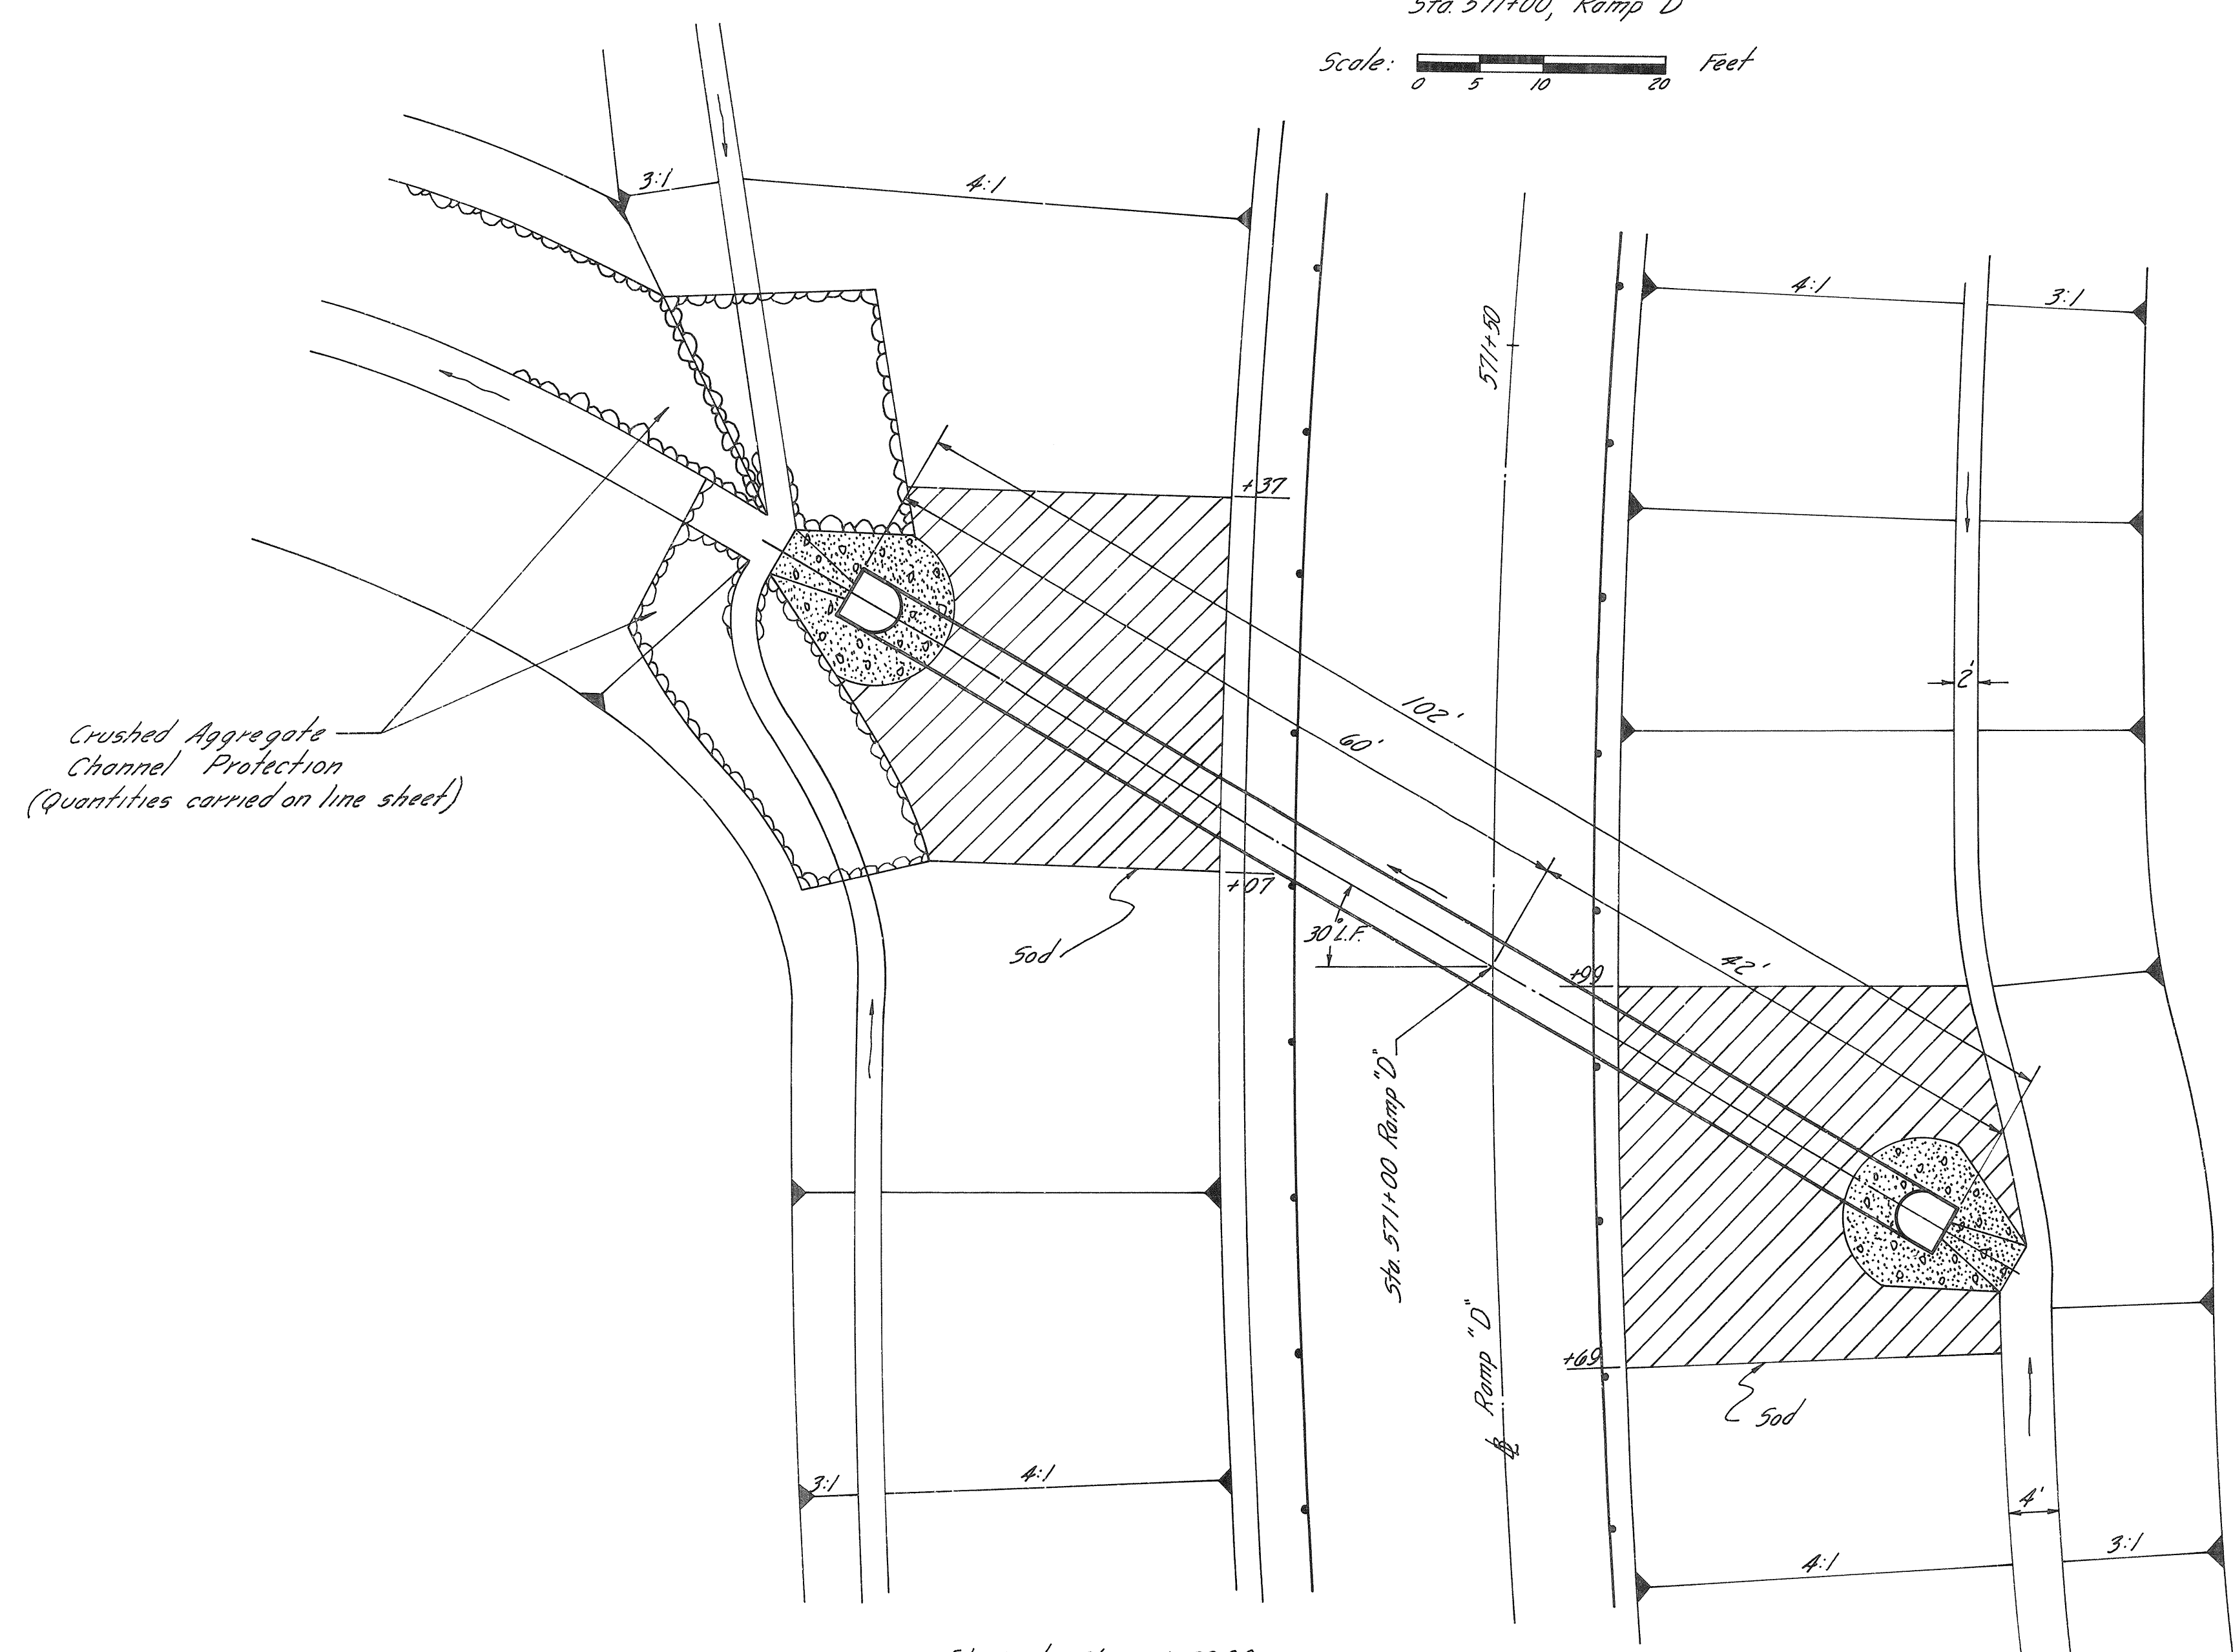 Sta. 571+00, Ramp "D"
Scale: Feet
0 5 10 20
3:1
4:1
4:1
3:1
571+50
+37
2'
102'
60'
Crushed Aggregate
Channel Protection
(Quantities carried on line sheet)
+07
30° L.F.
Sod
+99
42'
Sta. 571+00 Ramp "D"
+69
Ramp "D"
Sod
3:1
4:1
4'
4:1
3:1